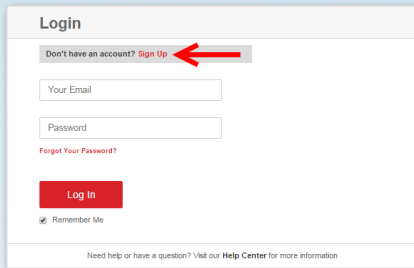 Login
Don't have an account? Sign Up
Your Email
Password
Forgot Your Password?
Log In
Remember Me
Need help or have a question? Visit our Help Center for more information